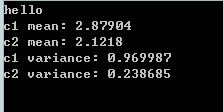 hello
c1 mean: 2.87904
c2 mean: 2.1218
c1 variance: 0.969987
c2 variance: 0.238685